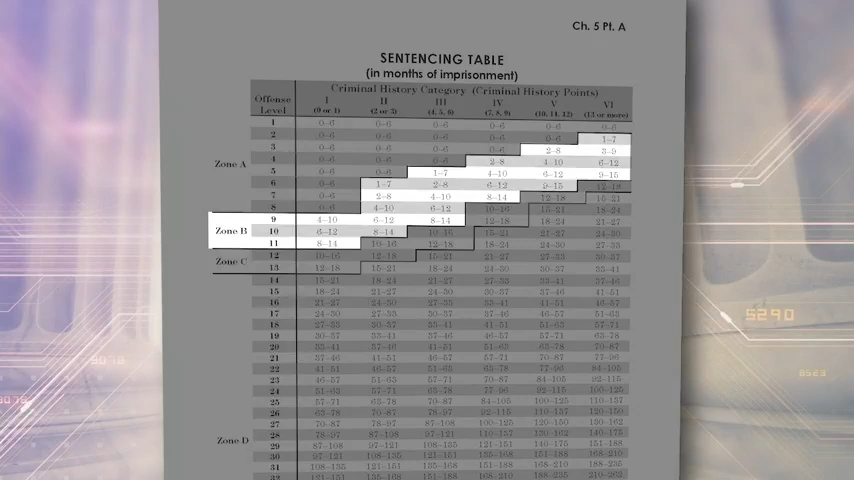 Ch. 5 Pt. A
SENTENCING TABLE
(in months of imprisonment)
Criminal History Category (Criminal History Points)
Offense Level
I II III IV V VI
(0 or 1) (2 or 3) (4, 5, 6) (7, 8, 9) (10, 11, 12) (13 or more)
1 0–6 0–6 0–6 0–6 0–6 0–6
2 0–6 0–6 0–6 0–6 0–6 1–7
3 0–6 0–6 0–6 0–6 2–8 3–9
Zone A
4 0–6 0–6 0–6 2–8 4–10 6–12
5 0–6 0–6 1–7 4–10 6–12 9–15
6 0–6 1–7 2–8 6–12 9–15 12–18
7 0–6 2–8 4–10 8–14 12–18 15–21
8 0–6 4–10 6–12 10–16 15–21 18–24
9 4–10 6–12 8–14 12–18 18–24 21–27
Zone B
10 6–12 8–14 10–16 15–21 21–27 24–30
11 8–14 10–16 12–18 18–24 24–30 27–33
12 10–16 12–18 15–21 21–27 27–33 30–37
Zone C
13 12–18 15–21 18–24 24–30 30–37 33–41
14 15–21 18–24 21–27 27–33 33–41 37–46
15 18–24 21–27 24–30 30–37 37–46 41–51
16 21–27 24–30 27–33 33–41 41–51 46–57
17 24–30 27–33 30–37 37–46 46–57 51–63
18 27–33 30–37 33–41 41–51 51–63 57–71
19 30–37 33–41 37–46 46–57 57–71 63–78
20 33–41 37–46 41–51 51–63 63–78 70–87
21 37–46 41–51 46–57 57–71 70–87 77–96
22 41–51 46–57 51–63 63–78 77–96 84–105
23 46–57 51–63 57–71 70–87 84–105 92–115
24 51–63 57–71 63–78 77–96 92–115 100–125
25 57–71 63–78 70–87 84–105 100–125 110–137
26 63–78 70–87 78–97 92–115 110–137 120–150
27 70–87 78–97 87–108 100–125 120–150 130–162
Zone D
28 78–97 87–108 97–121 110–137 130–162 140–175
29 87–108 97–121 108–135 121–151 140–175 151–188
30 97–121 108–135 121–151 135–168 151–188 168–210
31 108–135 121–151 135–168 151–188 168–210 188–235
32 121–151 135–168 151–188 168–210 188–235 210–262
5290
8523
9078